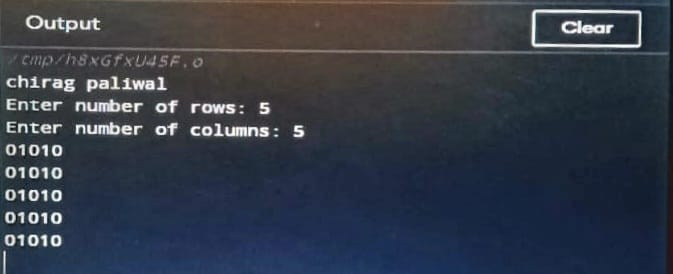 Output
Clear
/tmp/h8xGfxU45F.o
chirag paliwal
Enter number of rows: 5
Enter number of columns: 5
01010
01010
01010
01010
01010